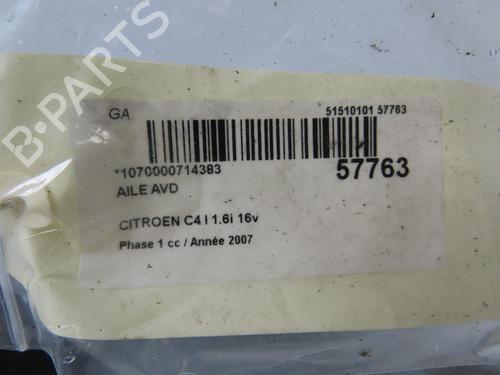 GA
51510101 57763
*1070000714383
57763
AILE AVD
CITROEN C4 I 1.6i 16v
Phase 1 cc / Année 2007
B-PARTS